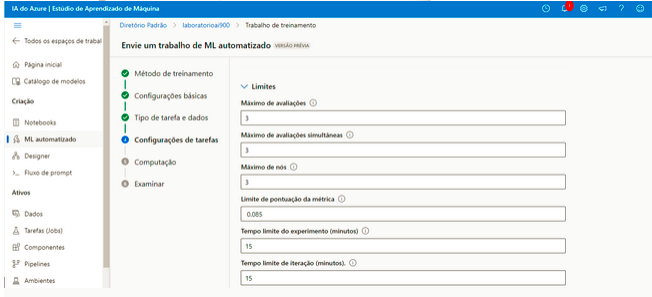 IA do Azure | Estúdio de Aprendizado de Máquina
1
Diretório Padrão > laboratorioai900 > Trabalho de treinamento
Todos os espaços de trabal
Envie um trabalho de ML automatizado VERSÃO PRÉVIA
Página inicial
Catálogo de modelos
Criação
Notebooks
ML automatizado
Designer
Fluxo de prompt
Ativos
Dados
Tarefas (Jobs)
Componentes
Pipelines
Ambientes
Método de treinamento
Configurações básicas
Tipo de tarefa e dados
4 Configurações de tarefas
5 Computação
6 Examinar
Limites
Máximo de avaliações
3
Máximo de avaliações simultâneas
3
Máximo de nós
3
Limite de pontuação da métrica
0.085
Tempo limite do experimento (minutos)
15
Tempo limite de iteração (minutos).
15